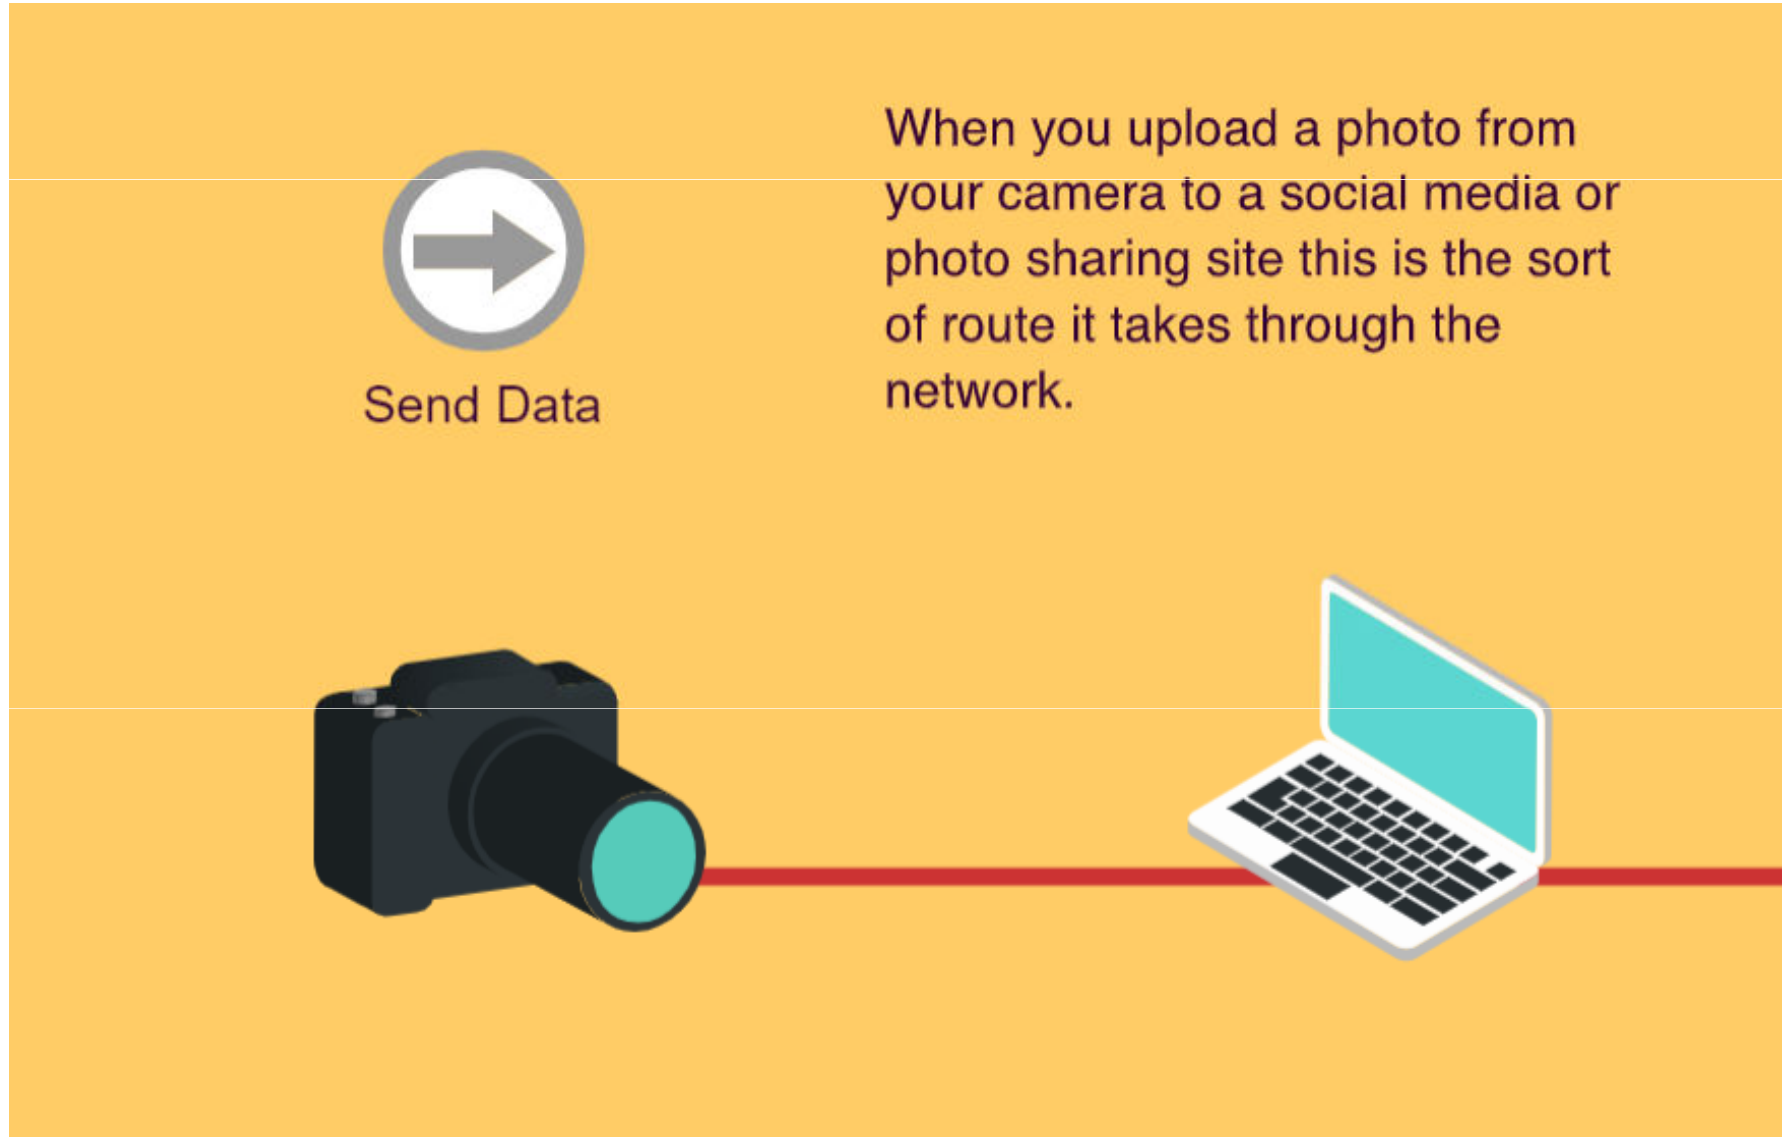 When you upload a photo from
your camera to a social media or
photo sharing site this is the sort
of route it takes through the
network.
Send Data